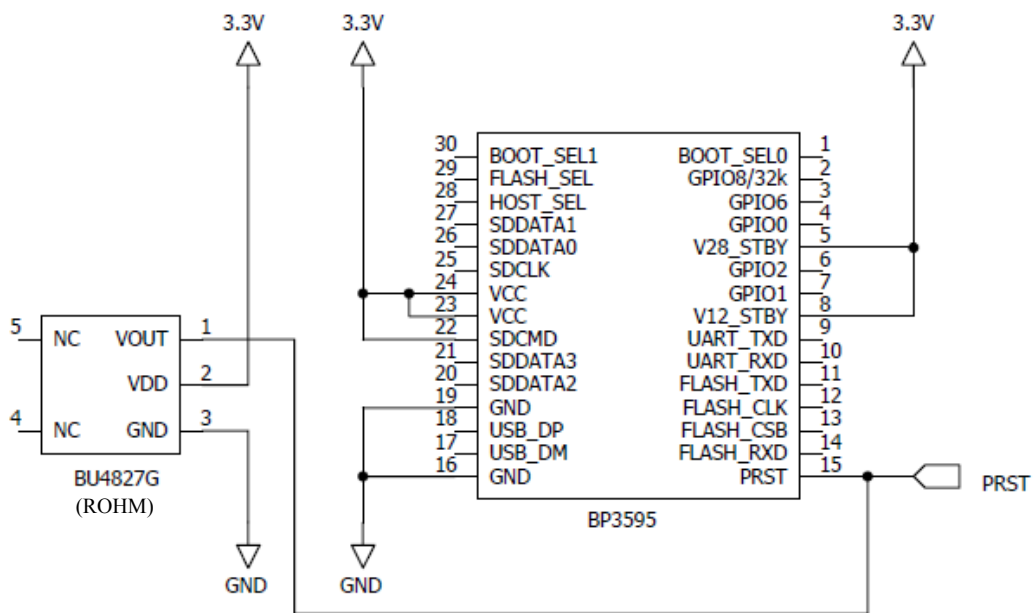 3.3V 3.3V 3.3V
30 BOOT_SEL1 BOOT_SEL0 1
29 FLASH_SEL GPIO8/32k 2
28 HOST_SEL GPIO6 3
27 SDDATA1 GPIO0 4
26 SDDATA0 V28_STBY 5
25 SDCLK GPIO2 6
24 VCC GPIO1 7
23 VCC V12_STBY 8
22 SDCMD UART_TXD 9
21 SDDATA3 UART_RXD 10
20 SDDATA2 FLASH_TXD 11
19 GND FLASH_CLK 12
18 USB_DP FLASH_CSB 13
17 USB_DM FLASH_RXD 14
16 GND PRST 15
PRST
BP3595
5 NC VOUT 1
VDD 2
4 NC GND 3
BU4827G
(ROHM)
GND GND